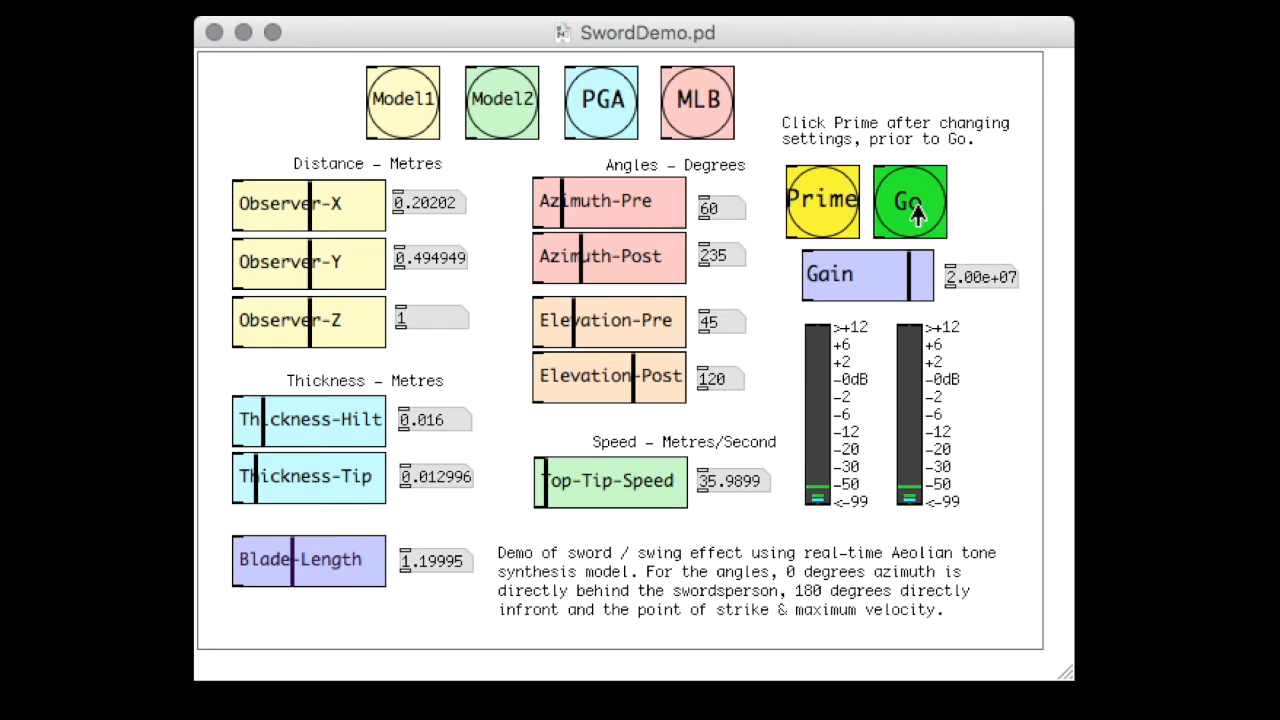 SwordDemo.pd
Model1
Model2
PGA
MLB
Click Prime after changing
settings, prior to Go.
Distance - Metres
Observer-X
0.20202
Observer-Y
0.494949
Observer-Z
1
Thickness - Metres
Thickness-Hilt
0.016
Thickness-Tip
0.012996
Blade-Length
1.19995
Angles - Degrees
Azimuth-Pre
60
Azimuth-Post
235
Elevation-Pre
45
Elevation-Post
120
Speed - Metres/Second
Top-Tip-Speed
35.9899
Prime
Go
Gain
2.00e+07
>+12 >+12
+6 +6
+2 +2
-0dB -0dB
-2 -2
-6 -6
-12 -12
-20 -20
-30 -30
-50 -50
<-99 <-99
Demo of sword / swing effect using real-time Aeolian tone
synthesis model. For the angles, 0 degrees azimuth is
directly behind the swordsperson, 180 degrees directly
infront and the point of strike & maximum velocity.